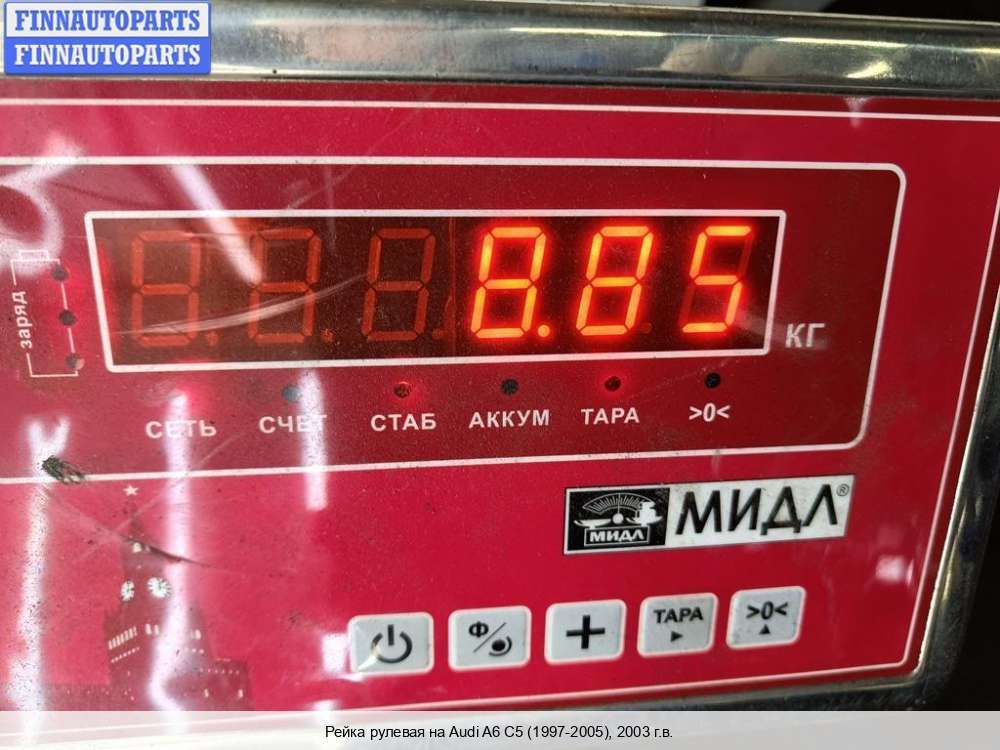 FINNAUTOPARTS
FINNAUTOPARTS
заряд
8.85
КГ
СЕТЬ СЧЕТ СТАБ АККУМ ТАРА >0<
МИДЛ МИДЛ®
Ф ТАРА >0<
Рейка рулевая на Audi A6 C5 (1997-2005), 2003 г.в.